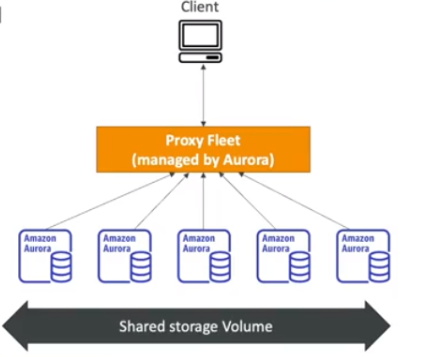 Client
Proxy Fleet
(managed by Aurora)
Amazon
Aurora
Amazon
Aurora
Amazon
Aurora
Amazon
Aurora
Amazon
Aurora
Shared storage Volume